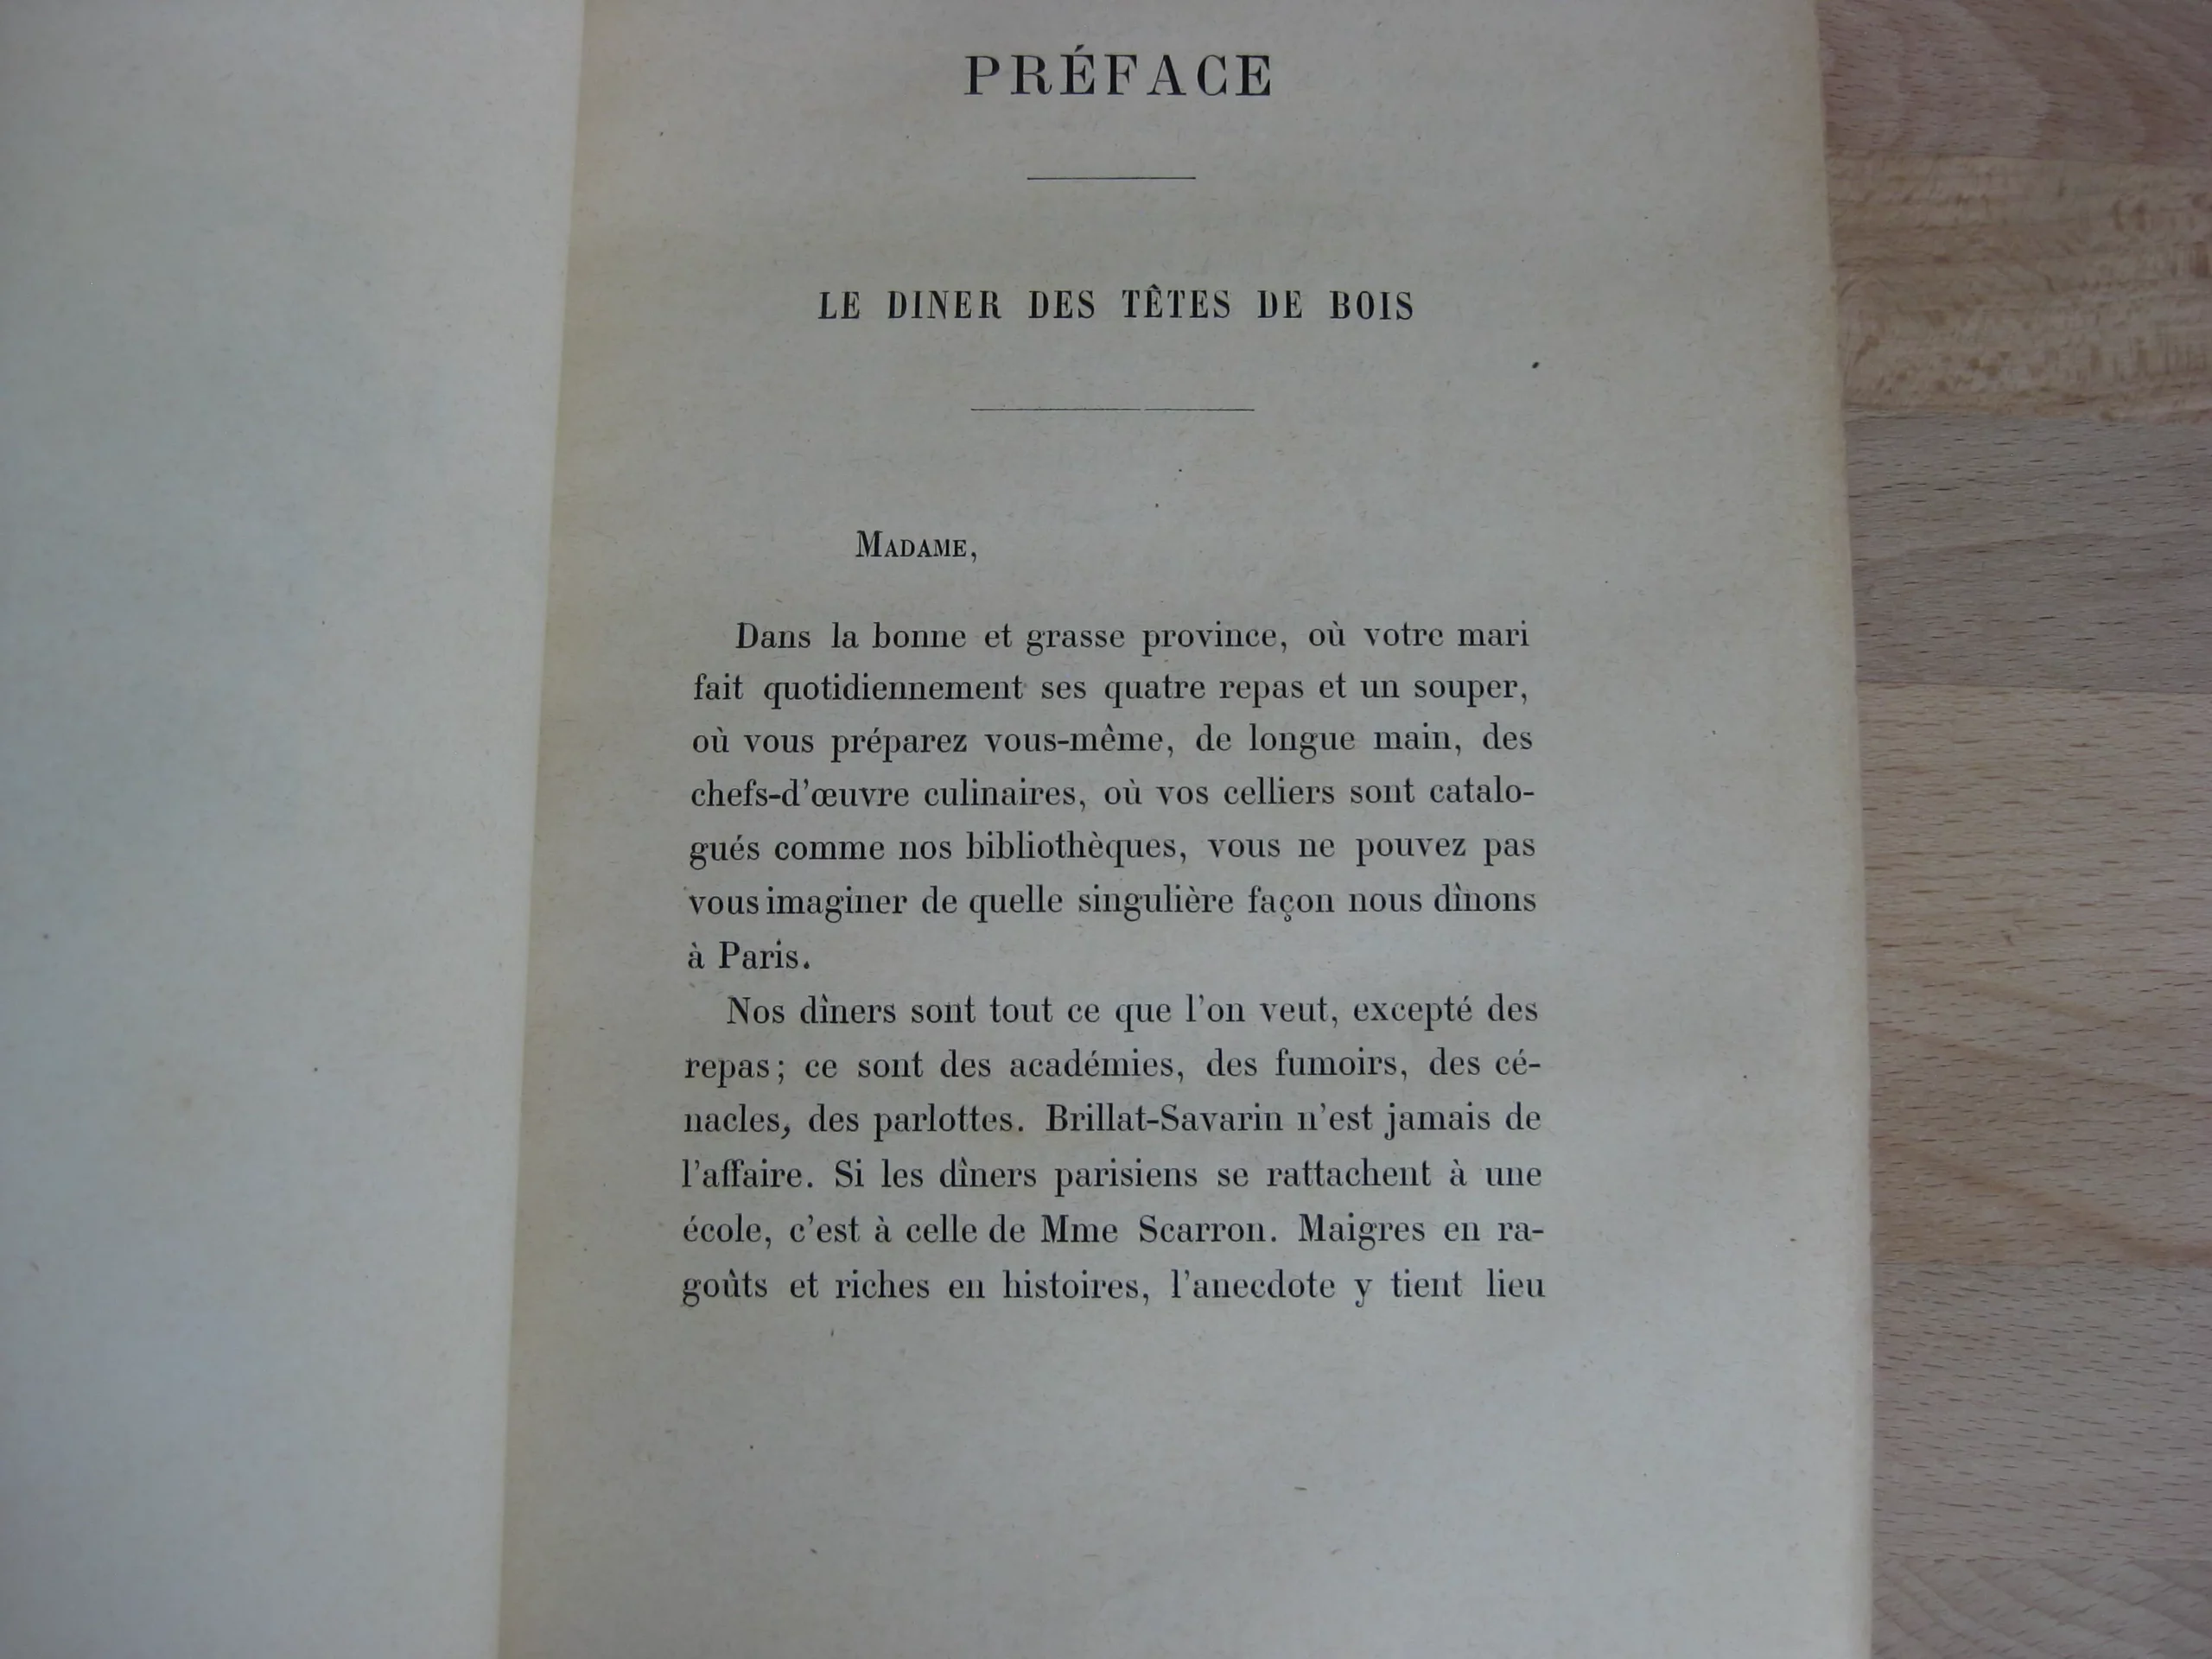 PRÉFACE
LE DINER DES TÊTES DE BOIS
MADAME,
Dans la bonne et grasse province, où votre mari
fait quotidiennement ses quatre repas et un souper,
où vous préparez vous-même, de longue main, des
chefs-d'œuvre culinaires, où vos celliers sont catalo-
gués comme nos bibliothèques, vous ne pouvez pas
vous imaginer de quelle singulière façon nous dînons
à Paris.
Nos dîners sont tout ce que l'on veut, excepté des
repas; ce sont des académies, des fumoirs, des cé-
nacles, des parlottes. Brillat-Savarin n'est jamais de
l'affaire. Si les dîners parisiens se rattachent à une
école, c'est à celle de Mme Scarron. Maigres en ra-
goûts et riches en histoires, l'anecdote y tient lieu